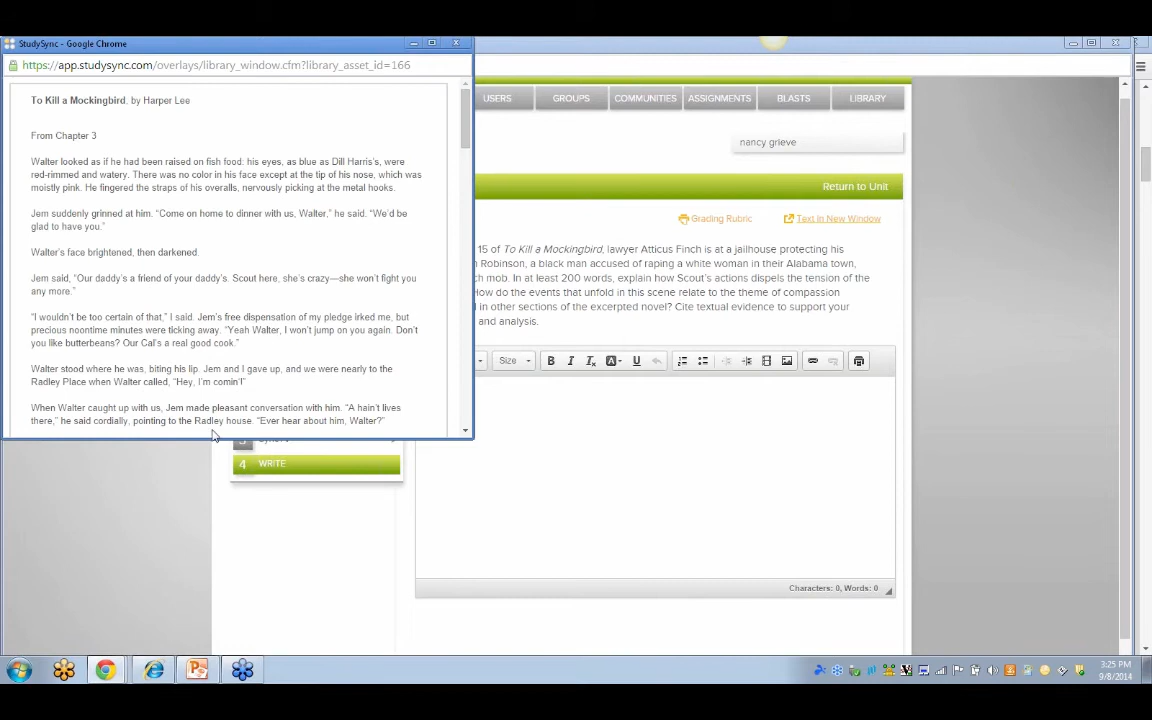 StudySync - Google Chrome
https://app.studysync.com/overlays/library_window.cfm?library_asset_id=166
To Kill a Mockingbird, by Harper Lee
From Chapter 3
Walter looked as if he had been raised on fish food: his eyes, as blue as Dill Harris's, were
red-rimmed and watery. There was no color in his face except at the tip of his nose, which was
moistly pink. He fingered the straps of his overalls, nervously picking at the metal hooks.
Jem suddenly grinned at him. “Come on home to dinner with us, Walter,” he said. “We'd be
glad to have you.”
Walter's face brightened, then darkened.
Jem said, “Our daddy's a friend of your daddy's. Scout here, she's crazy—she won't fight you
any more.”
“I wouldn't be too certain of that,” I said. Jem's free dispensation of my pledge irked me, but
precious noontime minutes were ticking away. “Yeah Walter, I won't jump on you again. Don't
you like butterbeans? Our Cal's a real good cook.”
Walter stood where he was, biting his lip. Jem and I gave up, and we were nearly to the
Radley Place when Walter called, “Hey, I'm comin'!”
When Walter caught up with us, Jem made pleasant conversation with him. “A hain't lives
there,” he said cordially, pointing to the Radley house. “Ever hear about him, Walter?”
USERS GROUPS COMMUNITIES ASSIGNMENTS BLASTS LIBRARY
nancy grieve
Return to Unit
Grading Rubric Text In New Window
15 of To Kill a Mockingbird, lawyer Atticus Finch is at a jailhouse protecting his
Robinson, a black man accused of raping a white woman in their Alabama town,
ch mob. In at least 200 words, explain how Scout's actions dispels the tension of the
How do the events that unfold in this scene relate to the theme of compassion
in other sections of the excerpted novel? Cite textual evidence to support your
and analysis.
Size B I Ix A U
4 WRITE
Characters: 0, Words: 0
3:25 PM
9/8/2014